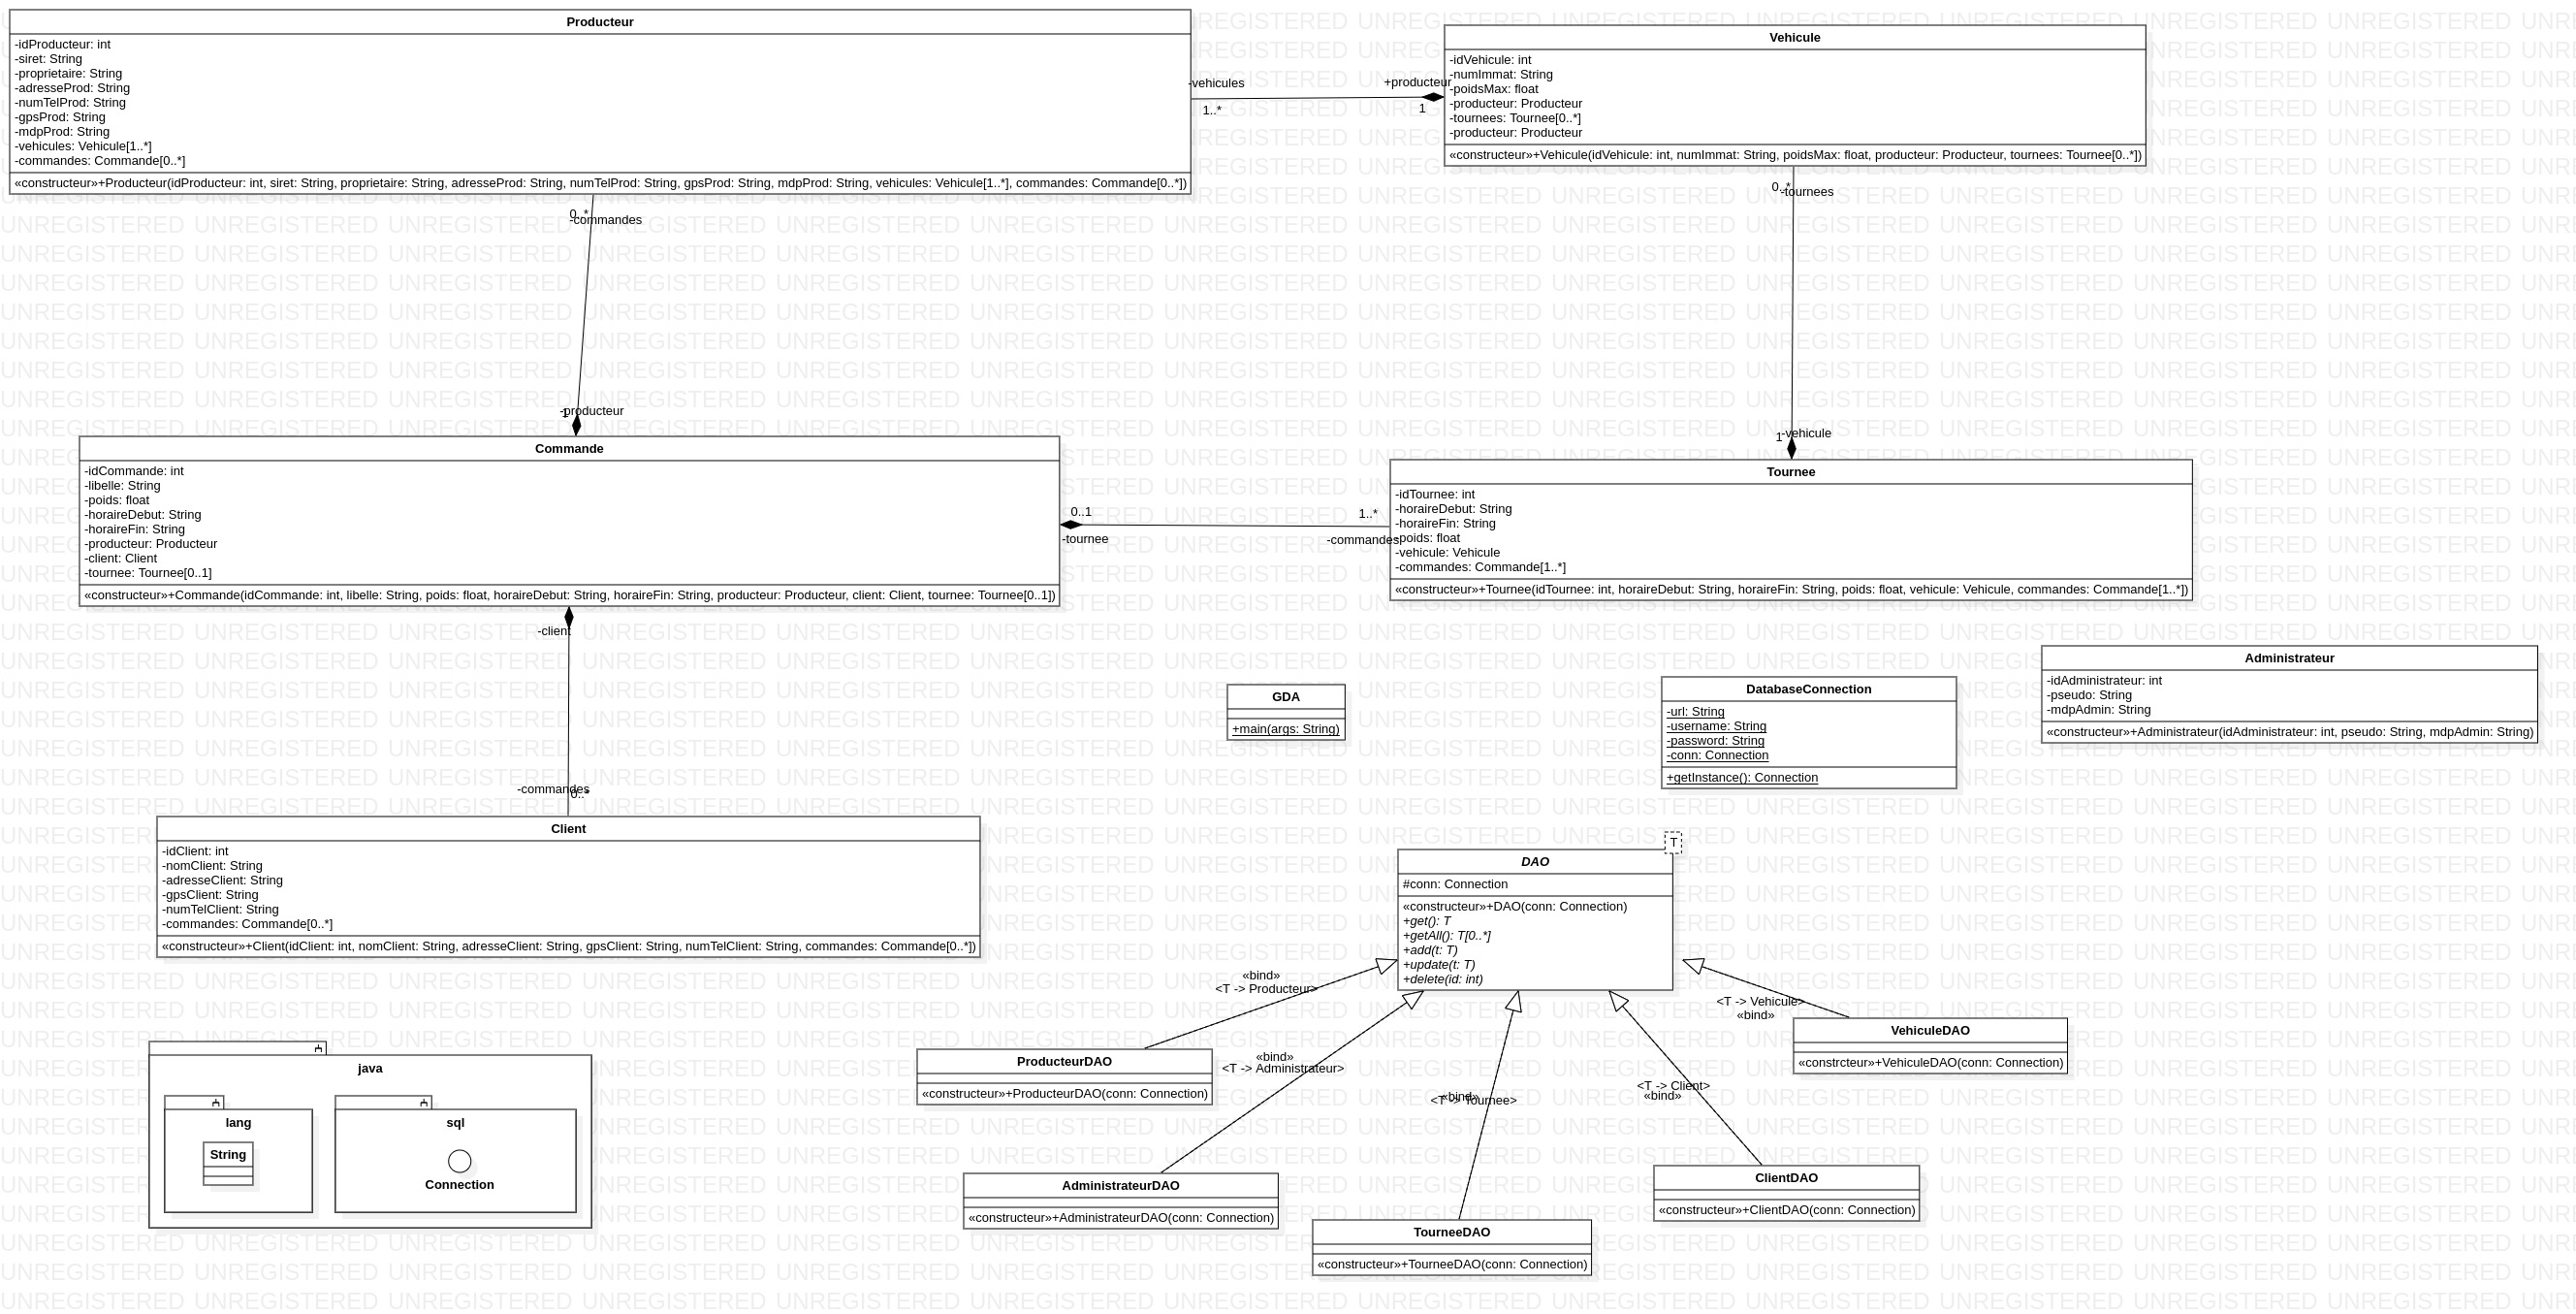 Producteur
-idProducteur: int
-siret: String
-proprietaire: String
-adresseProd: String
-numTelProd: String
-gpsProd: String
-mdpProd: String
-vehicules: Vehicule[1..*]
-commandes: Commande[0..*]
«constructeur»+Producteur(idProducteur: int, siret: String, proprietaire: String, adresseProd: String, numTelProd: String, gpsProd: String, mdpProd: String, vehicules: Vehicule[1..*], commandes: Commande[0..*])
-vehicules
1..*
+producteur
1
Vehicule
-idVehicule: int
-numImmat: String
-poidsMax: float
-producteur: Producteur
-tournees: Tournee[0..*]
-producteur: Producteur
«constructeur»+Vehicule(idVehicule: int, numImmat: String, poidsMax: float, producteur: Producteur, tournees: Tournee[0..*])
0..*
-commandes
0..*
-tournees
1
-producteur
1
-vehicule
Commande
-idCommande: int
-libelle: String
-poids: float
-horaireDebut: String
-horaireFin: String
-producteur: Producteur
-client: Client
-tournee: Tournee[0..1]
«constructeur»+Commande(idCommande: int, libelle: String, poids: float, horaireDebut: String, horaireFin: String, producteur: Producteur, client: Client, tournee: Tournee[0..1])
0..1
-tournee
1..*
-commandes
Tournee
-idTournee: int
-horaireDebut: String
-horaireFin: String
-poids: float
-vehicule: Vehicule
-commandes: Commande[1..*]
«constructeur»+Tournee(idTournee: int, horaireDebut: String, horaireFin: String, poids: float, vehicule: Vehicule, commandes: Commande[1..*])
-client
-commandes
0..*
GDA
+main(args: String)
DatabaseConnection
-url: String
-username: String
-password: String
-conn: Connection
+getInstance(): Connection
Administrateur
-idAdministrateur: int
-pseudo: String
-mdpAdmin: String
«constructeur»+Administrateur(idAdministrateur: int, pseudo: String, mdpAdmin: String)
Client
-idClient: int
-nomClient: String
-adresseClient: String
-gpsClient: String
-numTelClient: String
-commandes: Commande[0..*]
«constructeur»+Client(idClient: int, nomClient: String, adresseClient: String, gpsClient: String, numTelClient: String, commandes: Commande[0..*])
T
DAO
#conn: Connection
«constructeur»+DAO(conn: Connection)
+get(): T
+getAll(): T[0..*]
+add(t: T)
+update(t: T)
+delete(id: int)
«bind»
<T -> Producteur>
<T -> Vehicule>
«bind»
ProducteurDAO
«constructeur»+ProducteurDAO(conn: Connection)
VehiculeDAO
«constrcteur»+VehiculeDAO(conn: Connection)
«bind»
<T -> Administrateur>
«bind»
<T -> Tournee>
<T -> Client>
«bind»
AdministrateurDAO
«constructeur»+AdministrateurDAO(conn: Connection)
TourneeDAO
«constructeur»+TourneeDAO(conn: Connection)
ClientDAO
«constructeur»+ClientDAO(conn: Connection)
java
lang
String
sql
Connection
UNREGISTERED